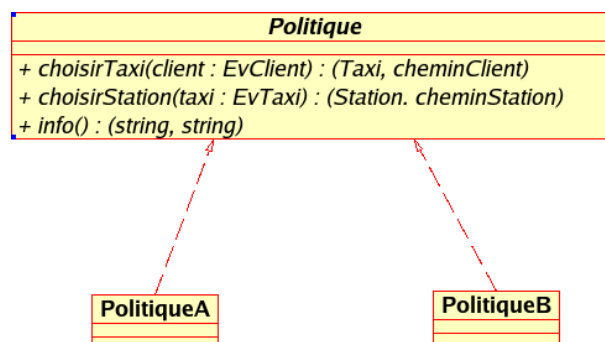 Politique
+ choisirTaxi(client : EvClient) : (Taxi, cheminClient)
+ choisirStation(taxi : EvTaxi) : (Station. cheminStation)
+ info() : (string, string)
PolitiqueA
PolitiqueB